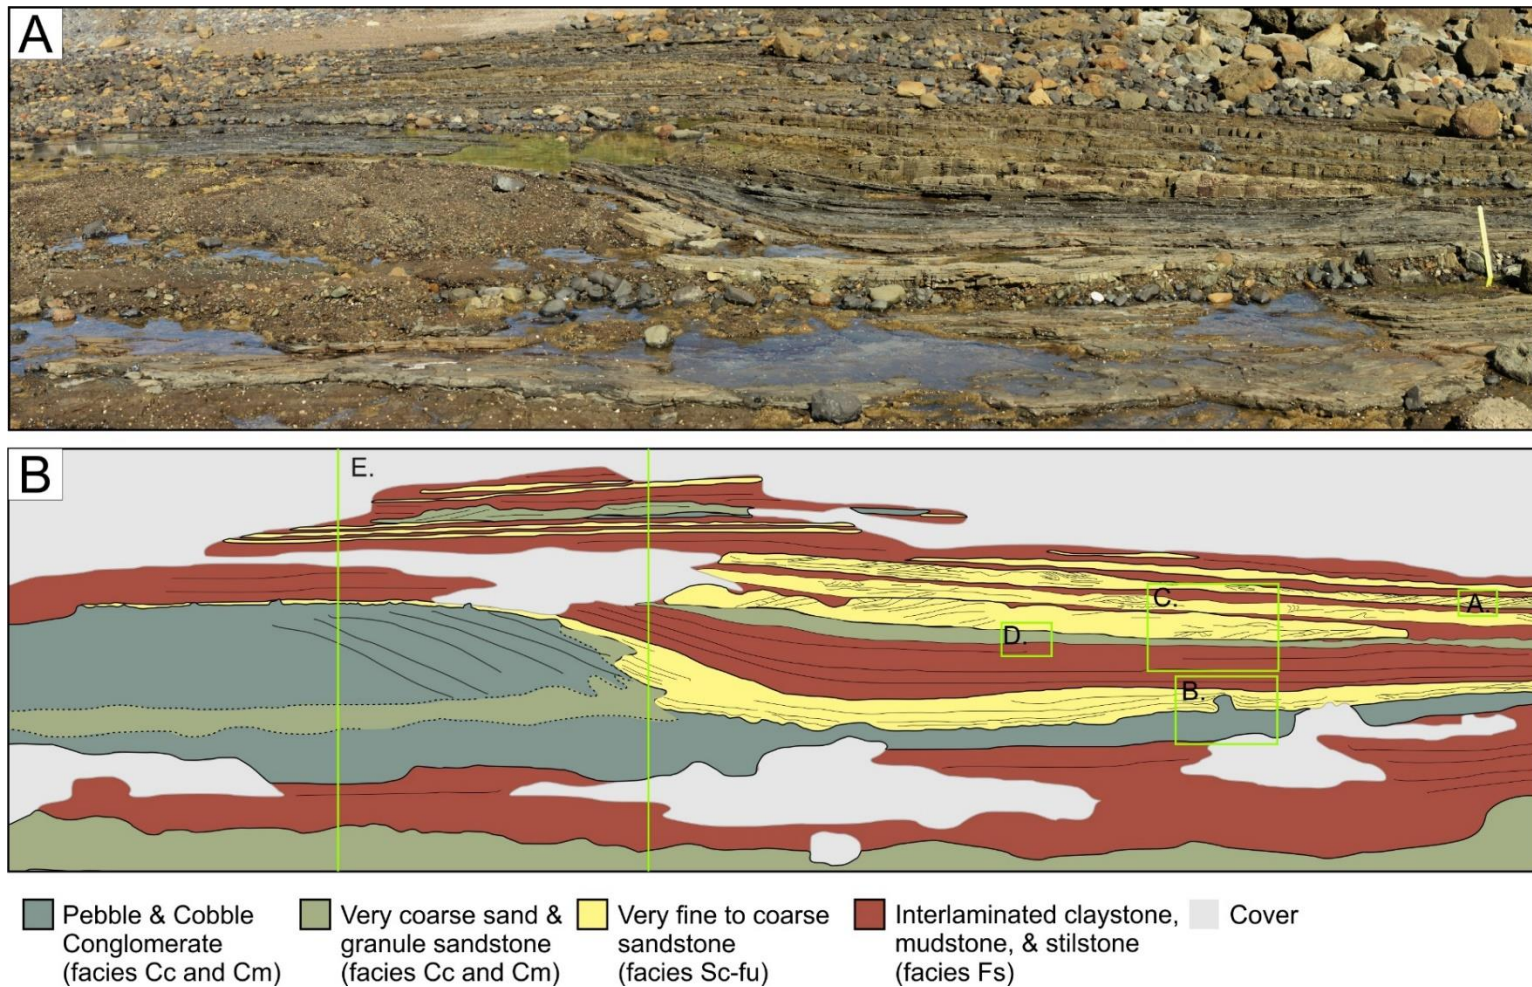 A
B
E.
C.
A.
D.
B.
Pebble & Cobble
Conglomerate
(facies Cc and Cm)
Very coarse sand &
granule sandstone
(facies Cc and Cm)
Very fine to coarse
sandstone
(facies Sc-fu)
Interlaminated claystone,
mudstone, & stilstone
(facies Fs)
Cover